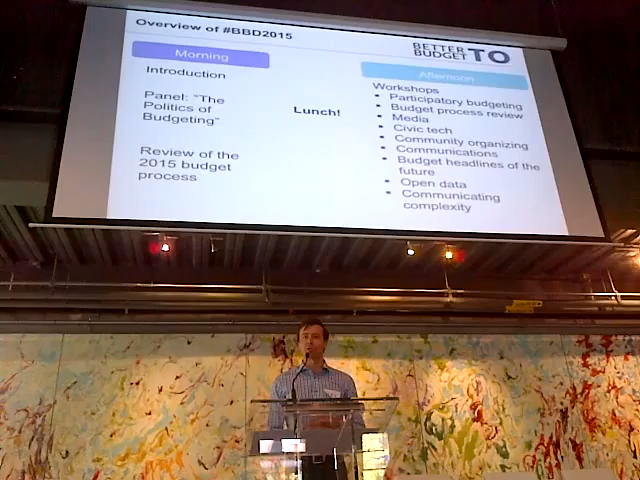 Overview of #BBD2015
BETTER
BUDGET TO
Morning
Introduction
Panel: "The
Politics of
Budgeting"
Review of the
2015 budget
process
Lunch!
Afternoon
Workshops
• Participatory budgeting
• Budget process review
• Media
• Civic tech
• Community organizing
• Communications
• Budget headlines of the
future
• Open data
• Communicating
complexity